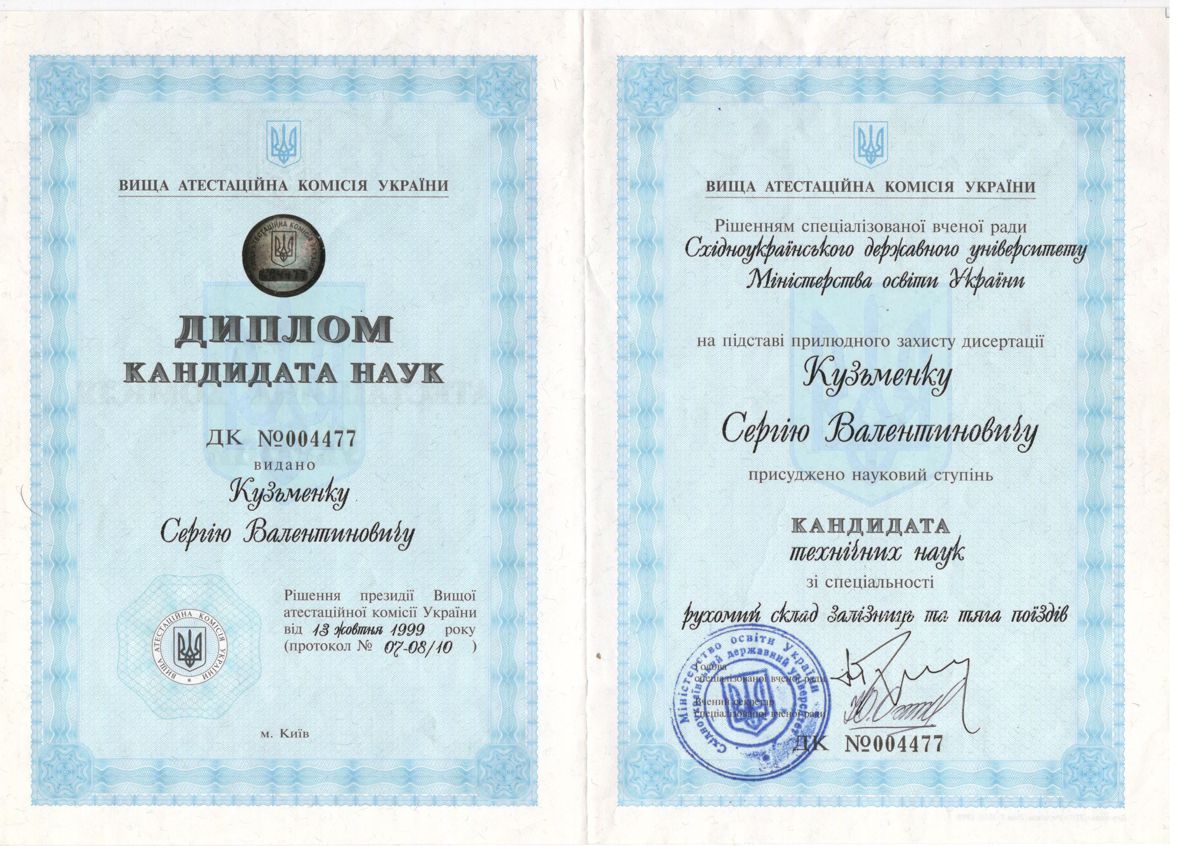 ВИЩА АТЕСТАЦІЙНА КОМІСІЯ УКРАЇНИ
ДИПЛОМ
КАНДИДАТА НАУК
ДК №004477
видано
Кузьменку
Сергію Валентиновичу
Рішення президії Вищої
атестаційної комісії України
від 13 жовтня 1999 року
(протокол № 07-08/10 )
ВИЩА АТЕСТАЦІЙНА КОМІСІЯ УКРАЇНИ
м. Київ
ВИЩА АТЕСТАЦІЙНА КОМІСІЯ УКРАЇНИ
Рішенням спеціалізованої вченої ради
Східноукраїнського державного університету
Міністерства освіти України
на підставі прилюдного захисту дисертації
Кузьменку
Сергію Валентиновичу
присуджено науковий ступінь
КАНДИДАТА
технічних наук
зі спеціальності
рухомий склад залізниць та тяга поїздів
Міністерство освіти України
Східноукраїнський державний університет
Голова
спеціалізованої вченої ради
Вчений секретар
спеціалізованої вченої ради
ДК №004477